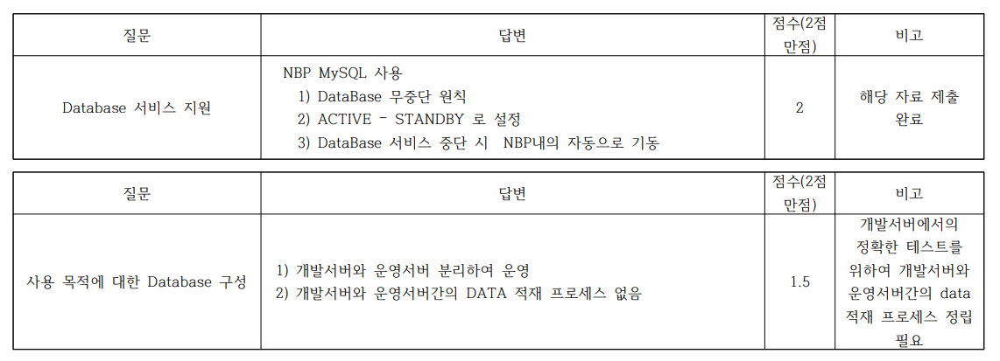 질문 답변 점수(2점 만점) 비고
Database 서비스 지원
NBP MySQL 사용
1) DataBase 무중단 원칙
2) ACTIVE - STANDBY 로 설정
3) DataBase 서비스 중단 시 NBP내의 자동으로 기동
2
해당 자료 제출
완료
질문 답변 점수(2점 만점) 비고
사용 목적에 대한 Database 구성
1) 개발서버와 운영서버 분리하여 운영
2) 개발서버와 운영서버간의 DATA 적재 프로세스 없음
1.5
개발서버에서의
정확한 테스트를
위하여 개발서버와
운영서버간의 data
적재 프로세스 정립
필요